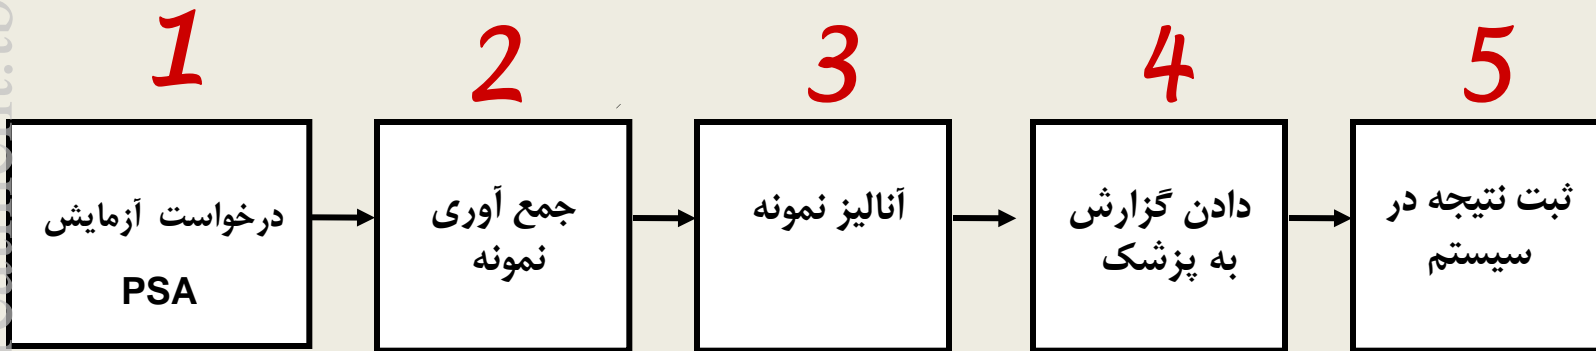 1
2
3
4
5
درخواست آزمایش
PSA
جمع آوری
نمونه
آنالیز نمونه
دادن گزارش
به پزشک
ثبت نتیجه در
سیستم